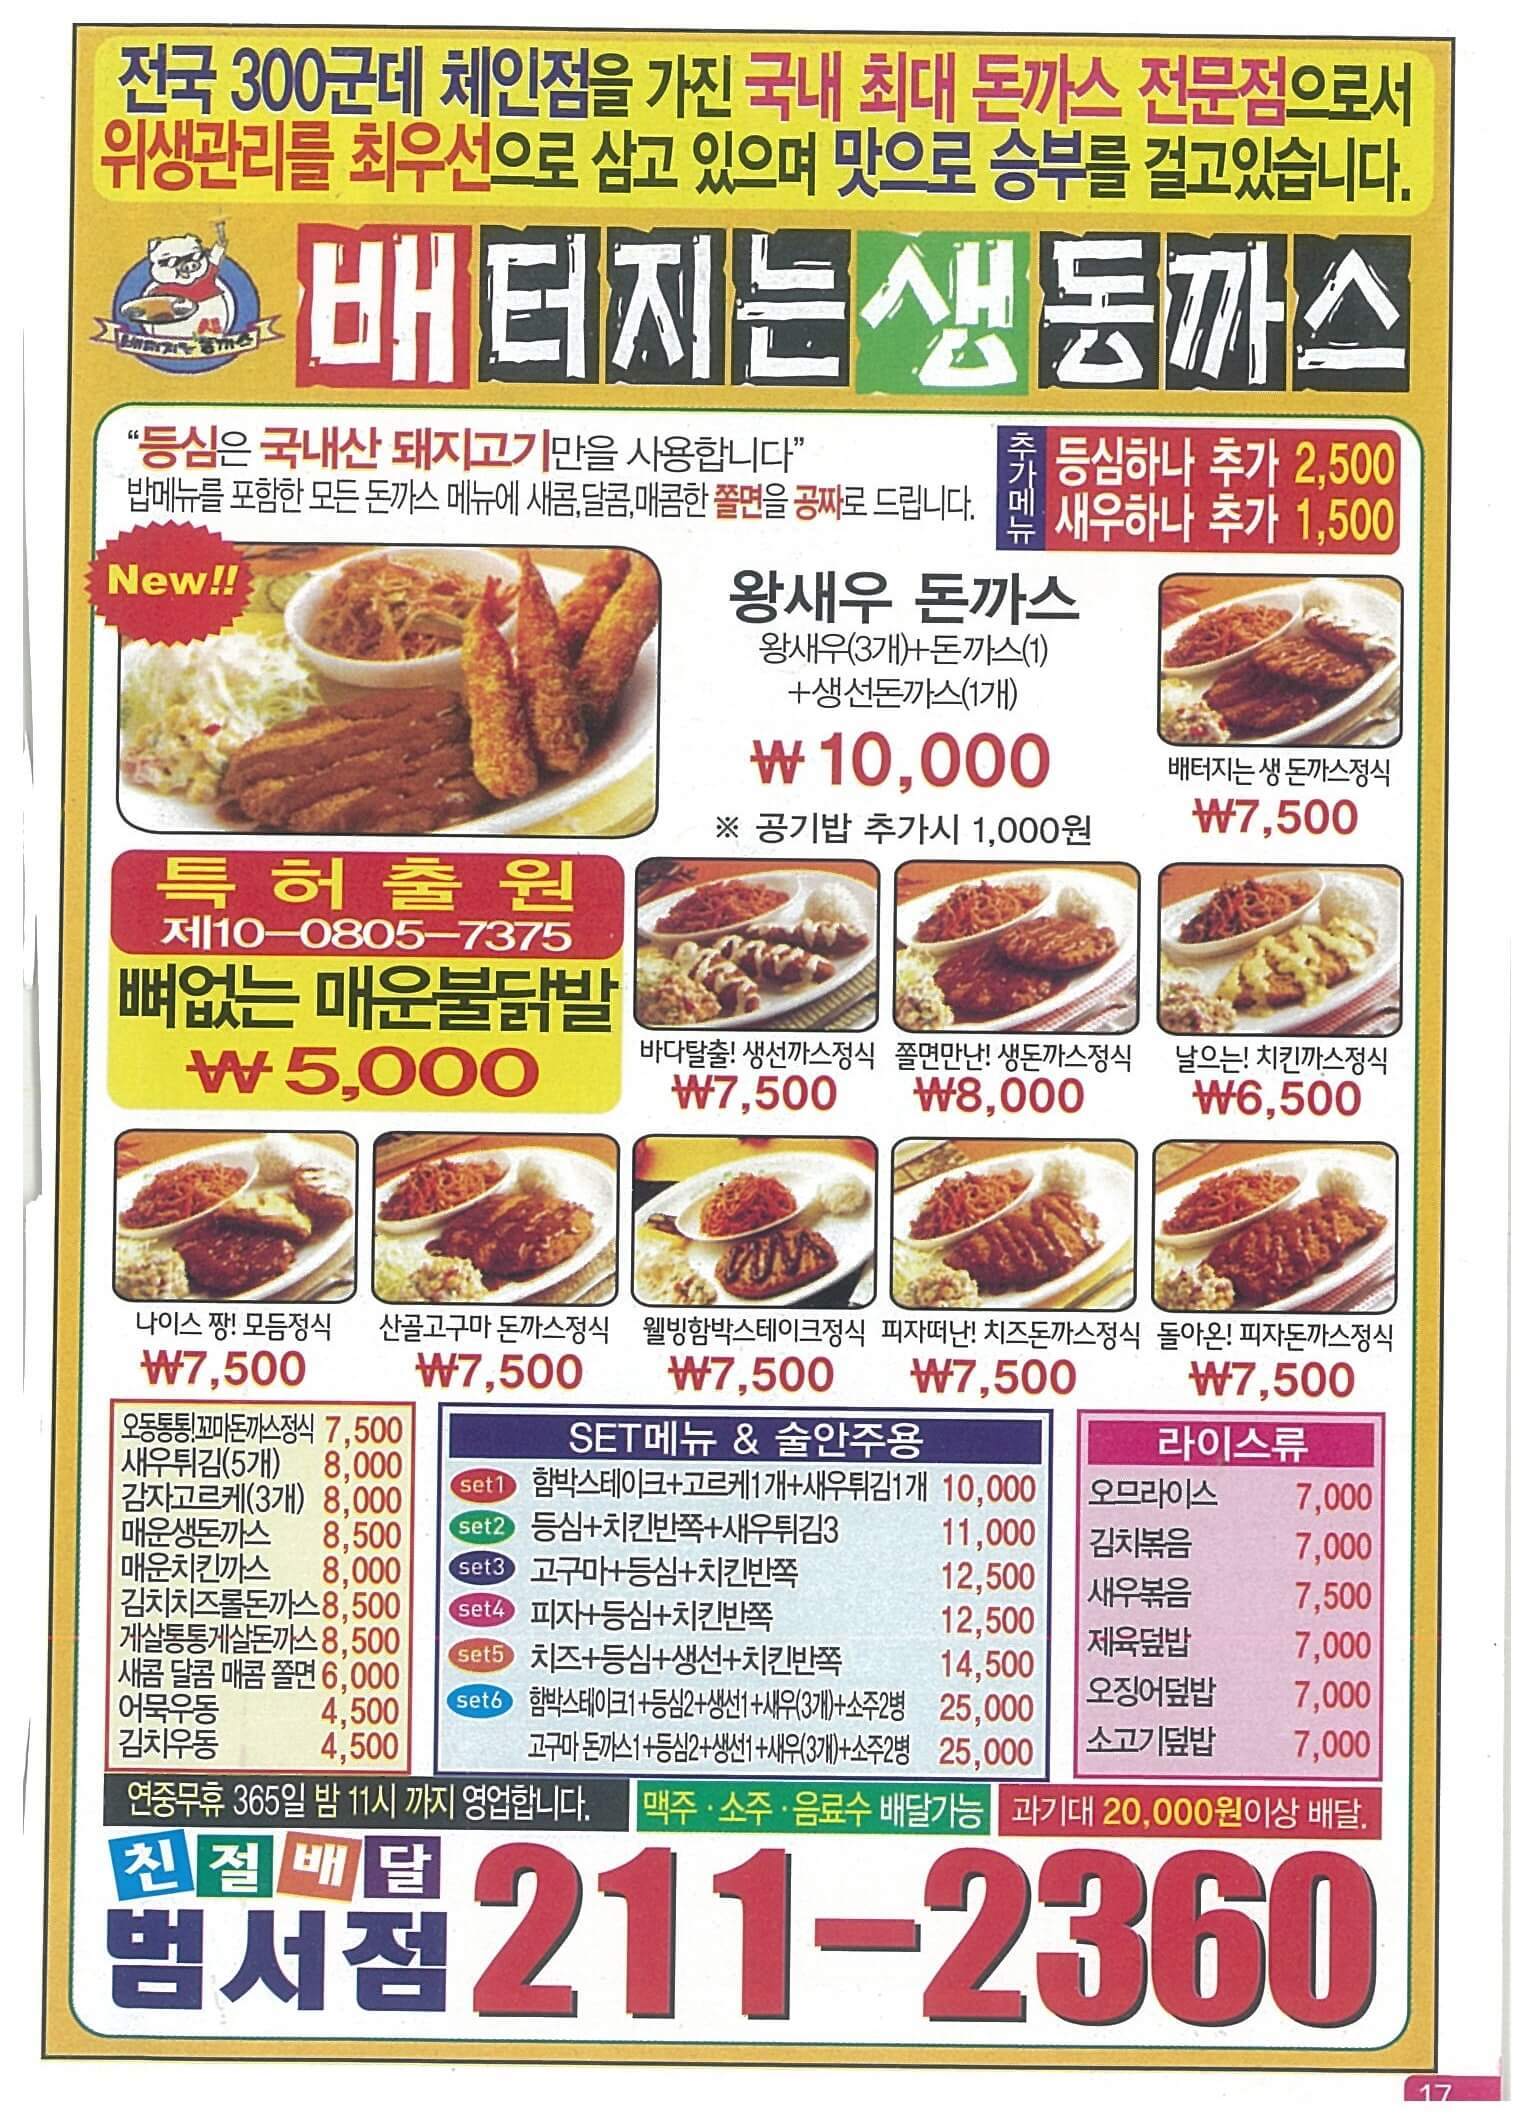 전국 300군데 체인점을 가진 국내 최대 돈까스 전문점으로서
위생관리를 최우선으로 삼고 있으며 맛으로 승부를 걸고있습니다.
배터지는 생 동까스
배터지는생동까스
"등심은 국내산 돼지고기만을 사용합니다"
밥메뉴를 포함한 모든 돈까스 메뉴에 새콤,달콤,매콤한 쫄면을 공짜로 드립니다.
추가메뉴
등심하나 추가 2,500
새우하나 추가 1,500
New!!
왕새우 돈까스
왕새우(3개)+돈까스(1)
+생선돈까스(1개)
₩10,000
※ 공기밥 추가시 1,000원
배터지는 생 돈까스정식
₩7,500
특허출원
제10-0805-7375
뼈없는 매운불닭발
₩5,000
바다탈출! 생선까스정식
₩7,500
쫄면만난! 생돈까스정식
₩8,000
날으는! 치킨까스정식
₩6,500
나이스 짱! 모듬정식
₩7,500
산골고구마 돈까스정식
₩7,500
웰빙함박스테이크정식
₩7,500
피자떠난! 치즈돈까스정식
₩7,500
돌아온! 피자돈까스정식
₩7,500
오동통통!꼬마돈까스정식 7,500
새우튀김(5개) 8,000
감자고르케(3개) 8,000
매운생돈까스 8,500
매운치킨까스 8,000
김치치즈롤돈까스 8,500
게살통통게살돈까스 8,500
새콤 달콤 매콤 쫄면 6,000
어묵우동 4,500
김치우동 4,500
SET메뉴 & 술안주용
set1 함박스테이크+고르케1개+새우튀김1개 10,000
set2 등심+치킨반쪽+새우튀김3 11,000
set3 고구마+등심+치킨반쪽 12,500
set4 피자+등심+치킨반쪽 12,500
set5 치즈+등심+생선+치킨반쪽 14,500
set6 함박스테이크1+등심2+생선1+새우(3개)+소주2병 25,000
고구마 돈까스1+등심2+생선1+새우(3개)+소주2병 25,000
라이스류
오므라이스 7,000
김치볶음 7,000
새우볶음 7,500
제육덮밥 7,000
오징어덮밥 7,000
소고기덮밥 7,000
연중무휴 365일 밤 11시 까지 영업합니다.
맥주·소주·음료수 배달가능
과기대 20,000원이상 배달.
친절배달
범서점
211-2360
17